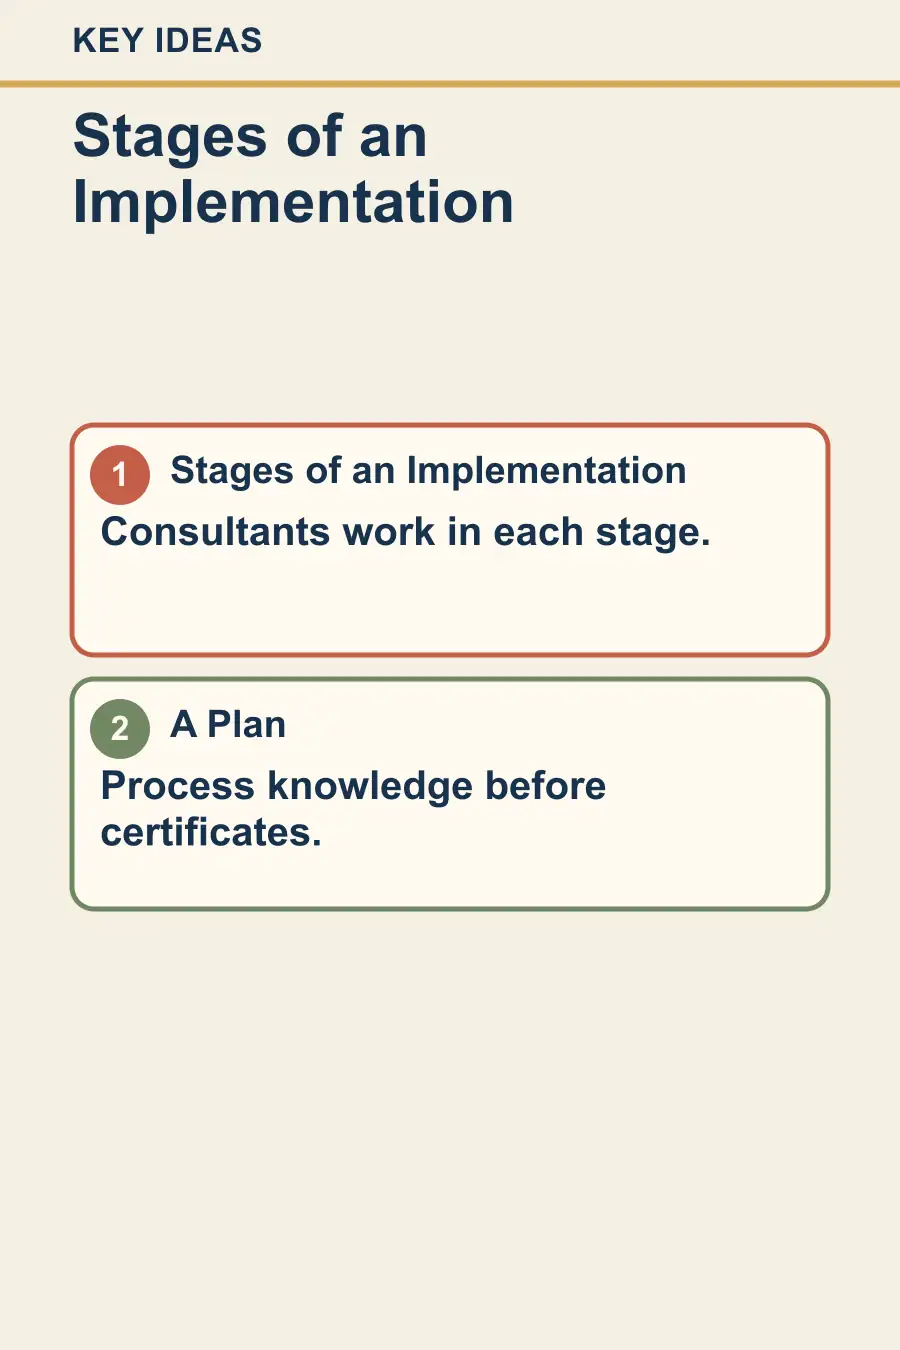 KEY IDEAS
Stages of an
Implementation
1 Stages of an Implementation
Consultants work in each stage.
2 A Plan
Process knowledge before
certificates.